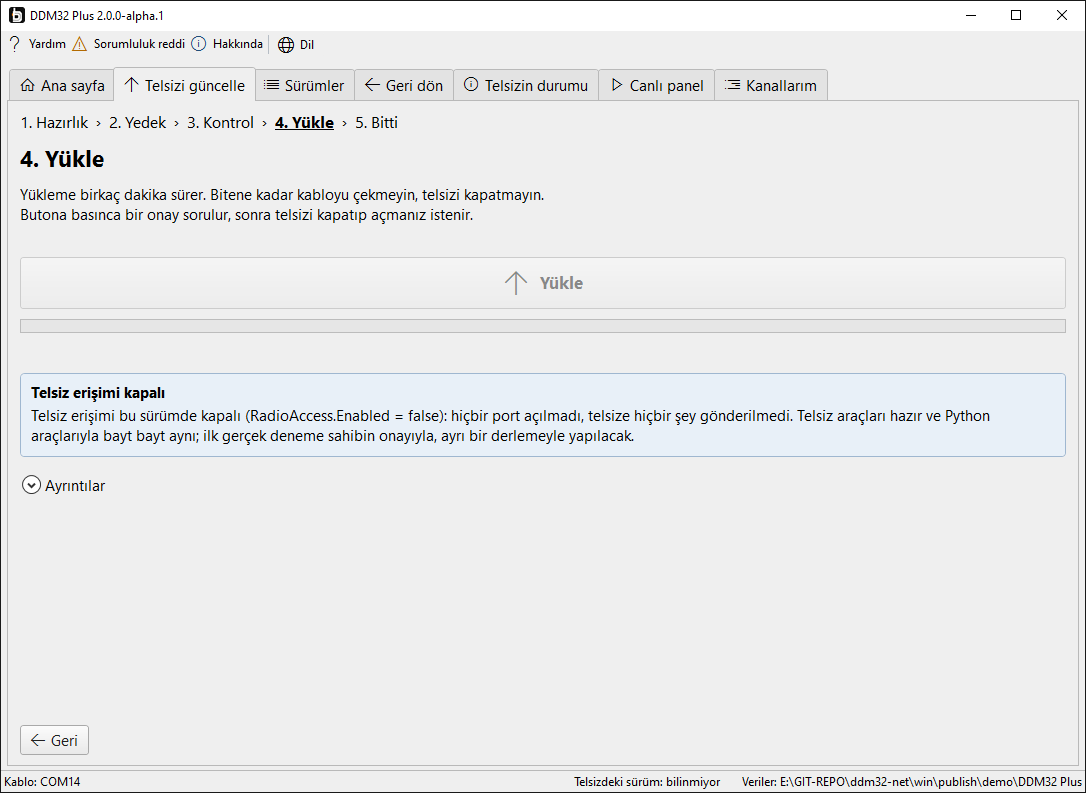 DDM32 Plus 2.0.0-alpha.1
? Yardım Sorumluluk reddi Hakkında Dil
Ana sayfa Telsizi güncelle Sürümler Geri dön Telsizin durumu Canlı panel Kanallarım
1. Hazırlık › 2. Yedek › 3. Kontrol › 4. Yükle › 5. Bitti
4. Yükle
Yükleme birkaç dakika sürer. Bitene kadar kabloyu çekmeyin, telsizi kapatmayın.
Butona basınca bir onay sorulur, sonra telsizi kapatıp açmanız istenir.
Yükle
Telsiz erişimi kapalı
Telsiz erişimi bu sürümde kapalı (RadioAccess.Enabled = false): hiçbir port açılmadı, telsize hiçbir şey gönderilmedi. Telsiz araçları hazır ve Python
araçlarıyla bayt bayt aynı; ilk gerçek deneme sahibin onayıyla, ayrı bir derlemeyle yapılacak.
Ayrıntılar
Geri
Kablo: COM14 Telsizdeki sürüm: bilinmiyor Veriler: E:\GIT-REPO\ddm32-net\win\publish\demo\DDM32 Plus